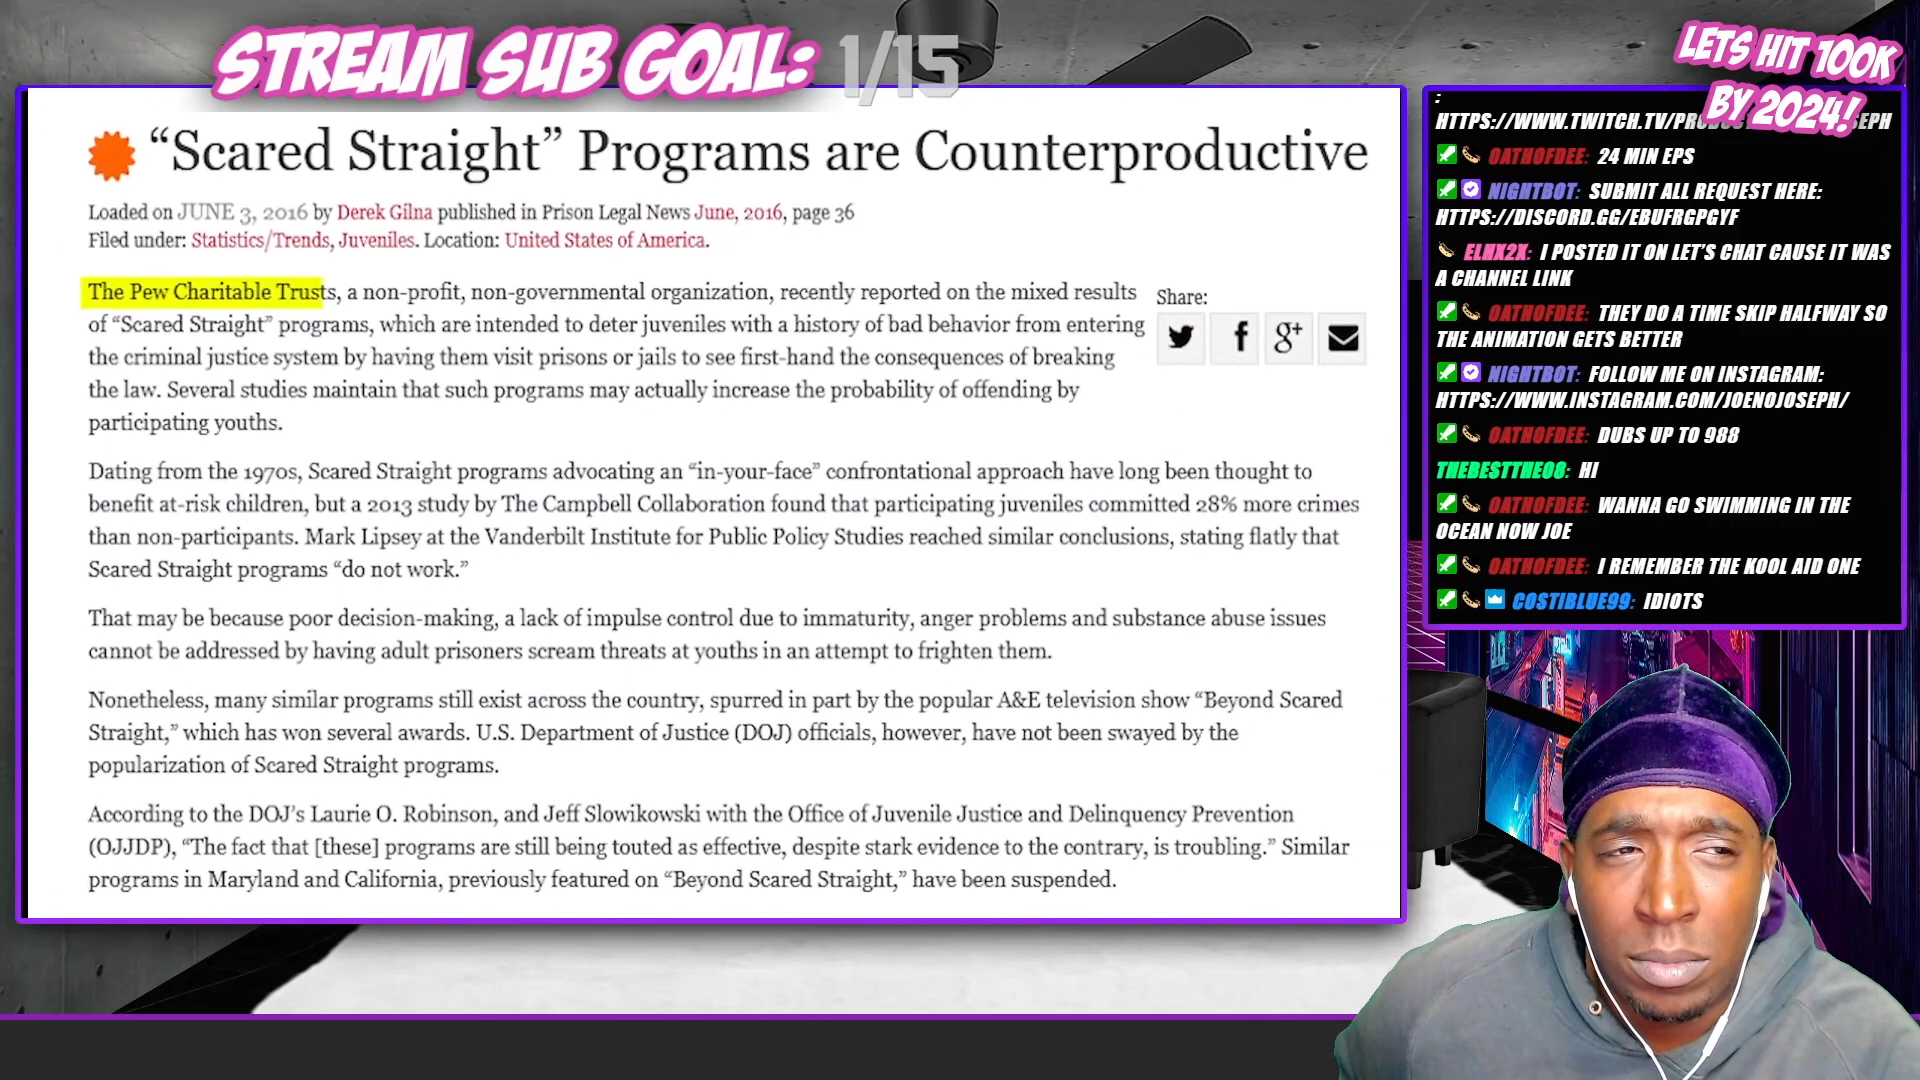 STREAM SUB GOAL: 1/15
LETS HIT 100K
BY 2024!
“Scared Straight” Programs are Counterproductive
Loaded on JUNE 3, 2016 by Derek Gilna published in Prison Legal News June, 2016, page 36
Filed under: Statistics/Trends, Juveniles. Location: United States of America.
The Pew Charitable Trusts, a non-profit, non-governmental organization, recently reported on the mixed results
of “Scared Straight” programs, which are intended to deter juveniles with a history of bad behavior from entering
the criminal justice system by having them visit prisons or jails to see first-hand the consequences of breaking
the law. Several studies maintain that such programs may actually increase the probability of offending by
participating youths.
Share:
Dating from the 1970s, Scared Straight programs advocating an “in-your-face” confrontational approach have long been thought to
benefit at-risk children, but a 2013 study by The Campbell Collaboration found that participating juveniles committed 28% more crimes
than non-participants. Mark Lipsey at the Vanderbilt Institute for Public Policy Studies reached similar conclusions, stating flatly that
Scared Straight programs “do not work.”
That may be because poor decision-making, a lack of impulse control due to immaturity, anger problems and substance abuse issues
cannot be addressed by having adult prisoners scream threats at youths in an attempt to frighten them.
Nonetheless, many similar programs still exist across the country, spurred in part by the popular A&E television show “Beyond Scared
Straight,” which has won several awards. U.S. Department of Justice (DOJ) officials, however, have not been swayed by the
popularization of Scared Straight programs.
According to the DOJ’s Laurie O. Robinson, and Jeff Slowikowski with the Office of Juvenile Justice and Delinquency Prevention
(OJJDP), “The fact that [these] programs are still being touted as effective, despite stark evidence to the contrary, is troubling.” Similar
programs in Maryland and California, previously featured on “Beyond Scared Straight,” have been suspended.
:
OATHOFDEE: 24 MIN EPS
NIGHTBOT: SUBMIT ALL REQUEST HERE:
HTTPS://DISCORD.GG/EBUFRGPGYF
ELHX2X: I POSTED IT ON LET’S CHAT CAUSE IT WAS
A CHANNEL LINK
OATHOFDEE: THEY DO A TIME SKIP HALFWAY SO
THE ANIMATION GETS BETTER
NIGHTBOT: FOLLOW ME ON INSTAGRAM:
HTTPS://WWW.INSTAGRAM.COM/JOENOJOSEPH/
OATHOFDEE: DUBS UP TO 988
THEBESTTHE08: HI
OATHOFDEE: WANNA GO SWIMMING IN THE
OCEAN NOW JOE
OATHOFDEE: I REMEMBER THE KOOL AID ONE
COSTIBLUE99: IDIOTS